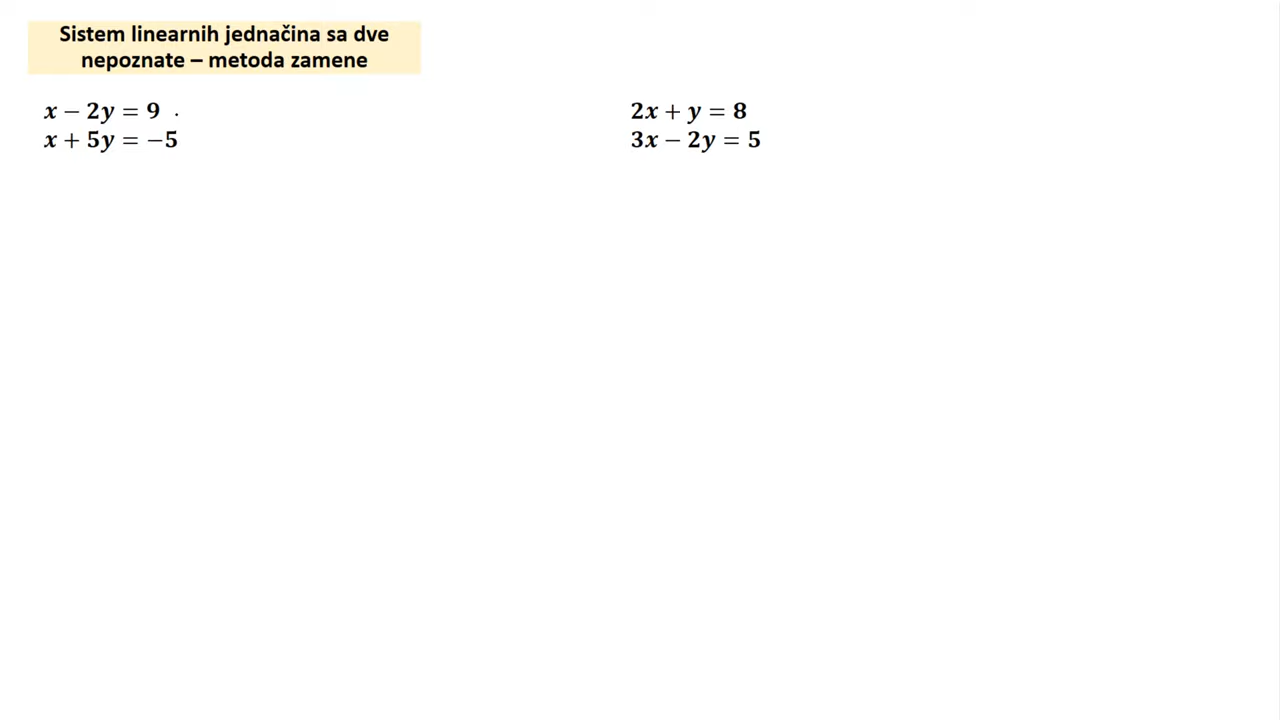 Sistem linearnih jednačina sa dve
nepoznate – metoda zamene
x − 2y = 9
x + 5y = −5
2x + y = 8
3x − 2y = 5